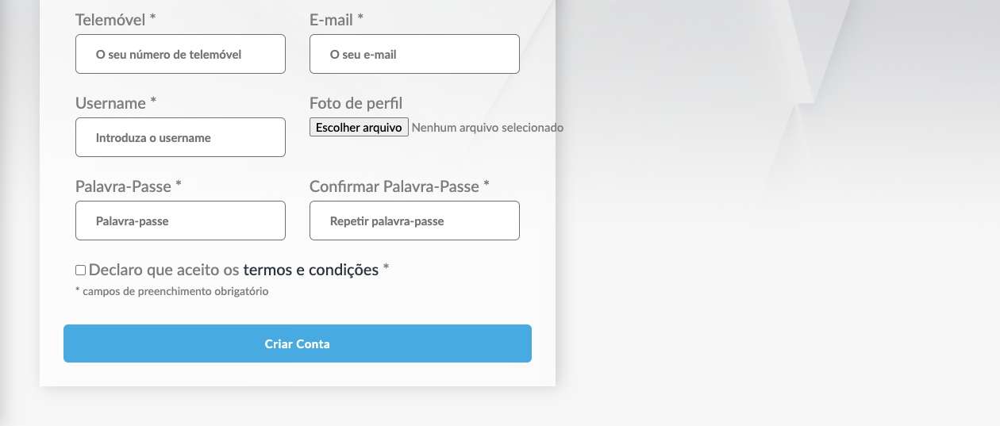 Telemóvel * E-mail *
O seu número de telemóvel O seu e-mail
Username * Foto de perfil
Escolher arquivo Nenhum arquivo selecionado
Introduza o username
Palavra-Passe * Confirmar Palavra-Passe *
Palavra-passe Repetir palavra-passe
Declaro que aceito os termos e condições *
* campos de preenchimento obrigatório
Criar Conta